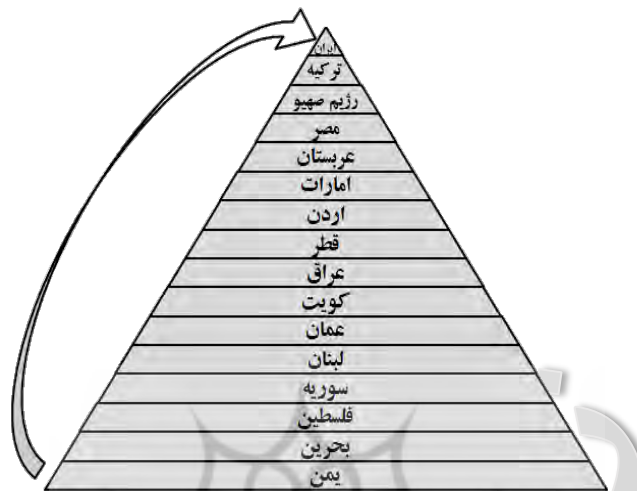 ایران
ترکیه
رژیم صهیو
مصر
عربستان
امارات
اردن
قطر
عراق
کویت
عمان
لبنان
سوریه
فلسطین
بحرین
یمن